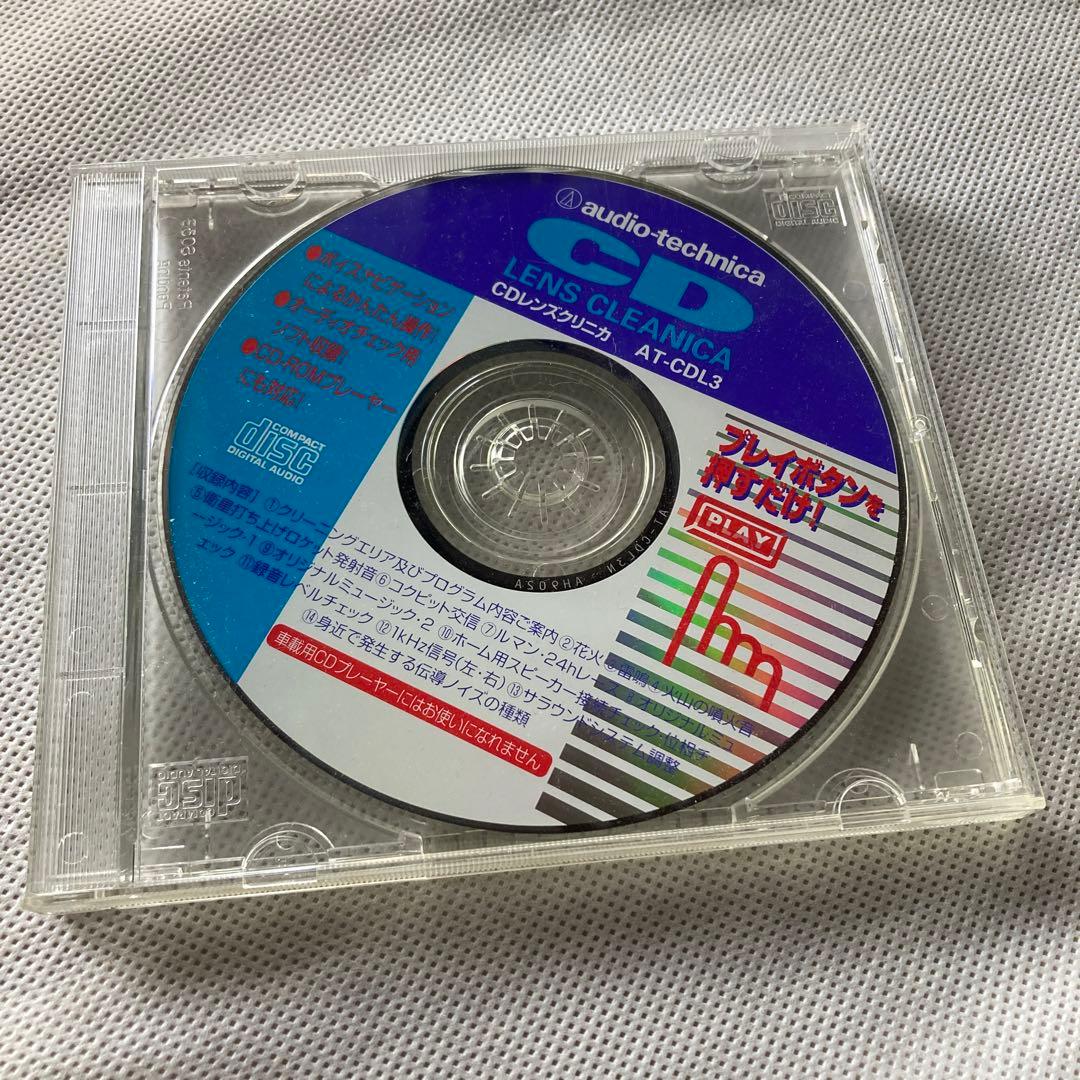 audio-technica
CD
LENS CLEANICA
CDレンズクリニカ AT-CDL3
●ボイスナビゲーション
による かんたん操作!
●オーディオチェック用
ソフト収録!
●CD-ROMプレーヤー
にも対応!
COMPACT
disc
DIGITAL AUDIO
プレイボタンを
押すだけ!
PLAY
[収録内容] ①クリーニングエリア及びプログラム内容ご案内 ②花火 ③雷鳴 ④火山の噴火音
⑤衛星打ち上げロケット発射音 ⑥コクピット交信 ⑦ルマン・24hレース ⑧オリジナルミュ
ージック・1 ⑨オリジナルミュージック・2 ⑩ホーム用スピーカー接続チェック・位相チ
ェック ⑪録音レベルチェック ⑫1kHz信号(左・右) ⑬サラウンドシステム調整
⑭身近で発生する伝導ノイズの種類
車載用CDプレーヤーにはお使いになれません
COMPACT
disc
DIGITAL AUDIO
COMPACT
disc
DIGITAL AUDIO